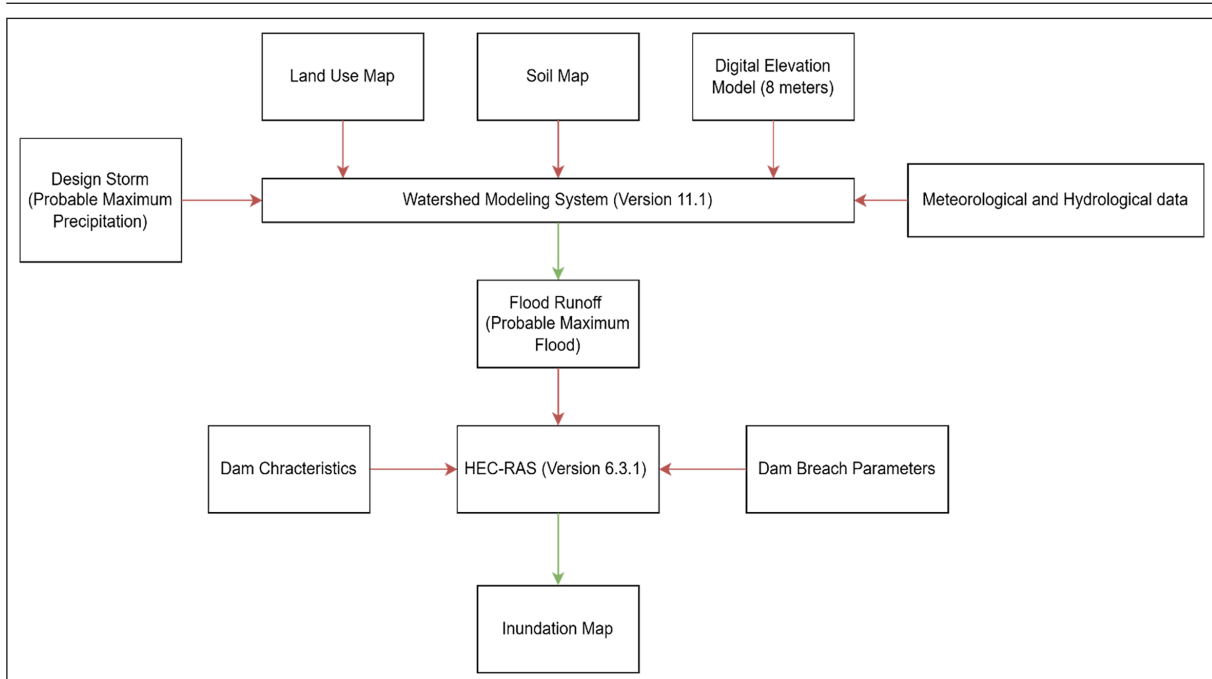 Land Use Map
Soil Map
Digital Elevation
Model (8 meters)
Design Storm
(Probable Maximum
Precipitation)
Watershed Modeling System (Version 11.1)
Meteorological and Hydrological data
Flood Runoff
(Probable Maximum
Flood)
Dam Chracteristics
HEC-RAS (Version 6.3.1)
Dam Breach Parameters
Inundation Map